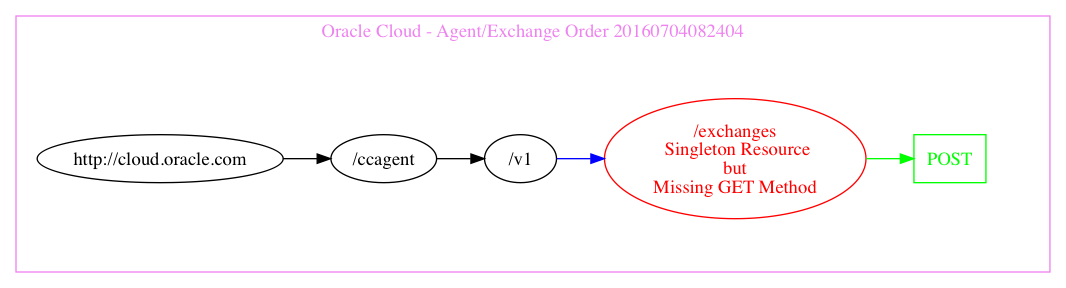 Oracle Cloud - Agent/Exchange Order 20160704082404
http://cloud.oracle.com
/ccagent
/v1
/exchanges
Singleton Resource
but
Missing GET Method
POST